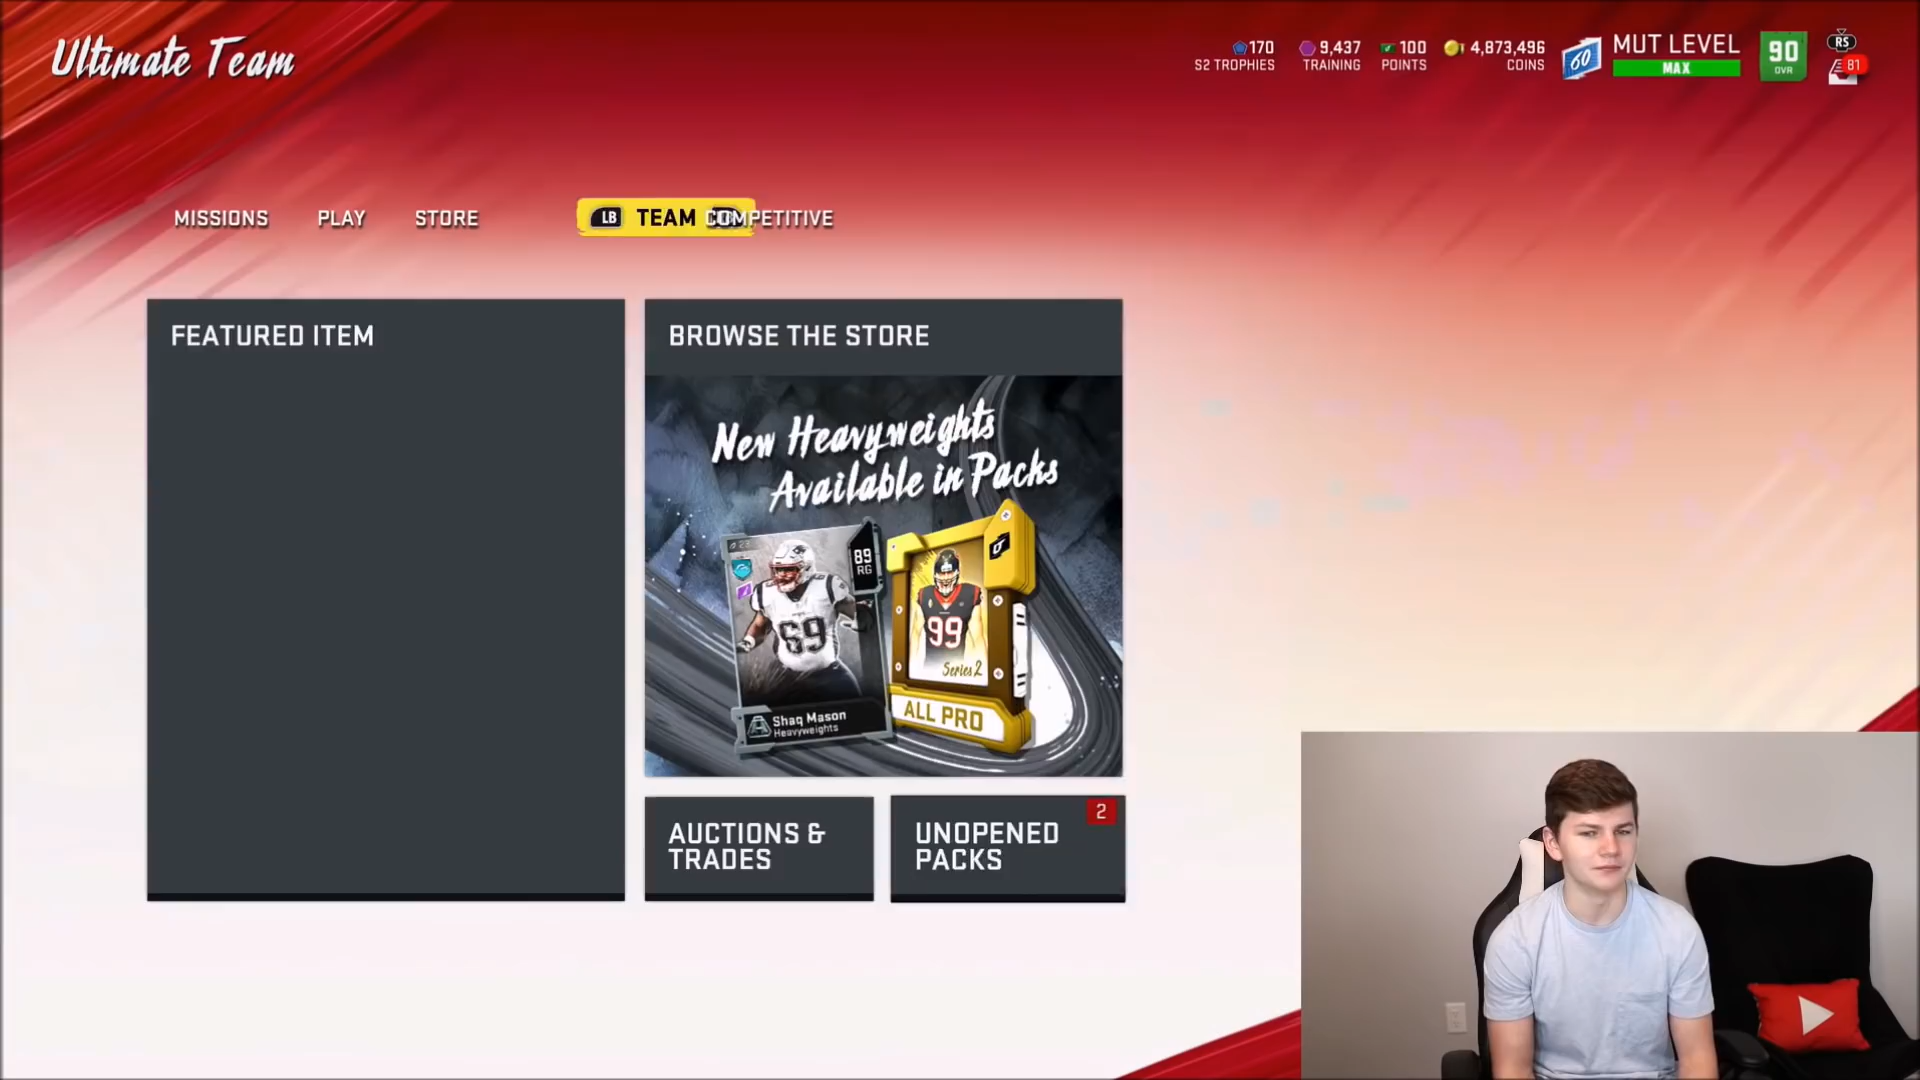 Ultimate Team
170
S2 TROPHIES
9,437
TRAINING
100
POINTS
4,873,496
COINS
60
MUT LEVEL
MAX
90
OVR
RS
81
MISSIONS
PLAY
STORE
LB
TEAM
COMPETITIVE
FEATURED ITEM
BROWSE THE STORE
New Heavyweights
Available in Packs
89
RG
69
Shaq Mason
Heavyweights
99
Series 2
ALL PRO
AUCTIONS &
TRADES
UNOPENED
PACKS
2